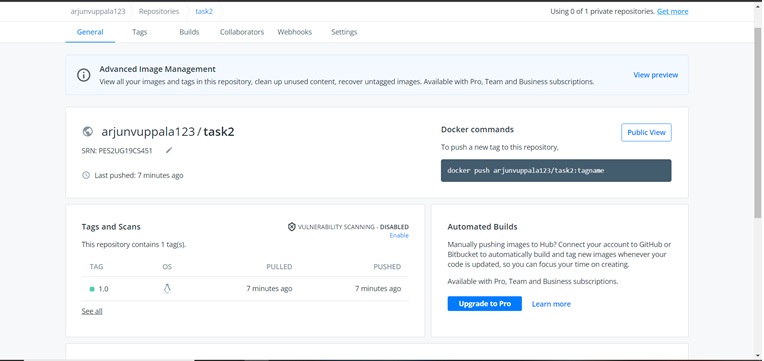 arjunvuppala123 Repositories task2 Using 0 of 1 private repositories. Get more
General Tags Builds Collaborators Webhooks Settings
Advanced Image Management
View all your images and tags in this repository, clean up unused content, recover untagged images. Available with Pro, Team and Business subscriptions.
View preview
arjunvuppala123 / task2
SRN: PES2UG19CS451
Last pushed: 7 minutes ago
Docker commands
Public View
To push a new tag to this repository,
docker push arjunvuppala123/task2:tagname
Tags and Scans
VULNERABILITY SCANNING - DISABLED
Enable
This repository contains 1 tag(s).
TAG OS PULLED PUSHED
1.0 7 minutes ago 7 minutes ago
See all
Automated Builds
Manually pushing images to Hub? Connect your account to GitHub or
Bitbucket to automatically build and tag new images whenever your
code is updated, so you can focus your time on creating.
Available with Pro, Team and Business subscriptions.
Upgrade to Pro Learn more